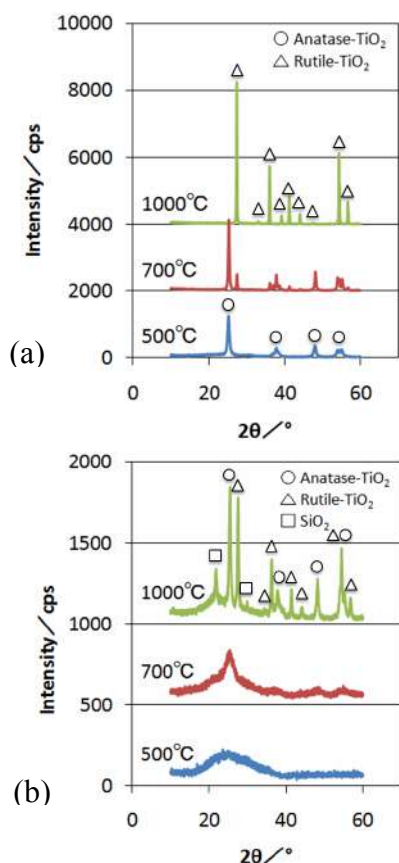 10000
8000
6000
4000
2000
0
Intensity／cps
○ Anatase-TiO₂
△ Rutile-TiO₂
1000℃
700℃
500℃
0 20 40 60
2θ／°
(a)
2000
1500
1000
500
0
Intensity／cps
○ Anatase-TiO₂
△ Rutile-TiO₂
□ SiO₂
1000℃
700℃
500℃
0 20 40 60
2θ／°
(b)